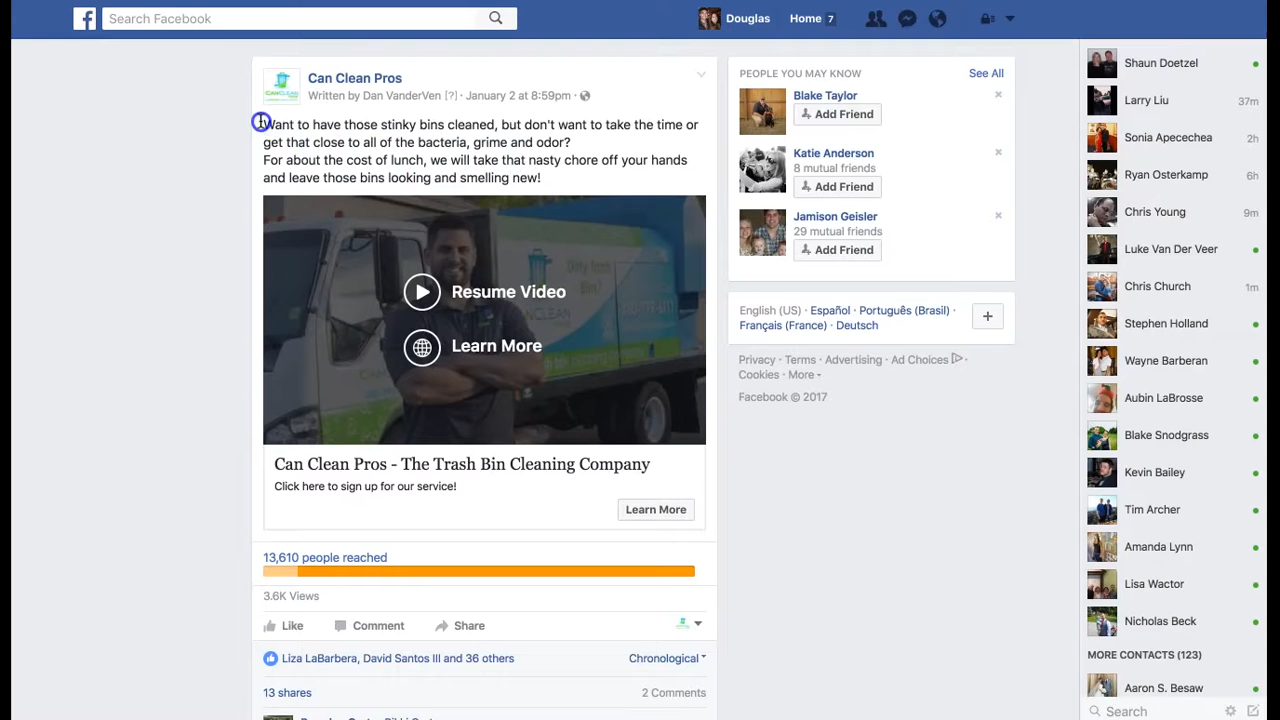 Search Facebook
Douglas
Home 7
Can Clean Pros
Written by Dan VanderVen [?] · January 2 at 8:59pm ·
Want to have those stinky bins cleaned, but don't want to take the time or
get that close to all of the bacteria, grime and odor?
For about the cost of lunch, we will take that nasty chore off your hands
and leave those bins looking and smelling new!
Resume Video
Learn More
Can Clean Pros - The Trash Bin Cleaning Company
Click here to sign up for our service!
Learn More
13,610 people reached
3.6K Views
Like
Comment
Share
Liza LaBarbera, David Santos III and 36 others
Chronological
13 shares
2 Comments
PEOPLE YOU MAY KNOW
See All
Blake Taylor
Add Friend
Katie Anderson
8 mutual friends
Add Friend
Jamison Geisler
29 mutual friends
Add Friend
English (US) · Español · Português (Brasil) ·
Français (France) · Deutsch
Privacy · Terms · Advertising · Ad Choices ·
Cookies · More
Facebook © 2017
Shaun Doetzel
Larry Liu 37m
Sonia Apecechea 2h
Ryan Osterkamp 6h
Chris Young 9m
Luke Van Der Veer
Chris Church 1m
Stephen Holland
Wayne Barberan
Aubin LaBrosse
Blake Snodgrass
Kevin Bailey
Tim Archer
Amanda Lynn
Lisa Wactor
Nicholas Beck
MORE CONTACTS (123)
Aaron S. Besaw
Search